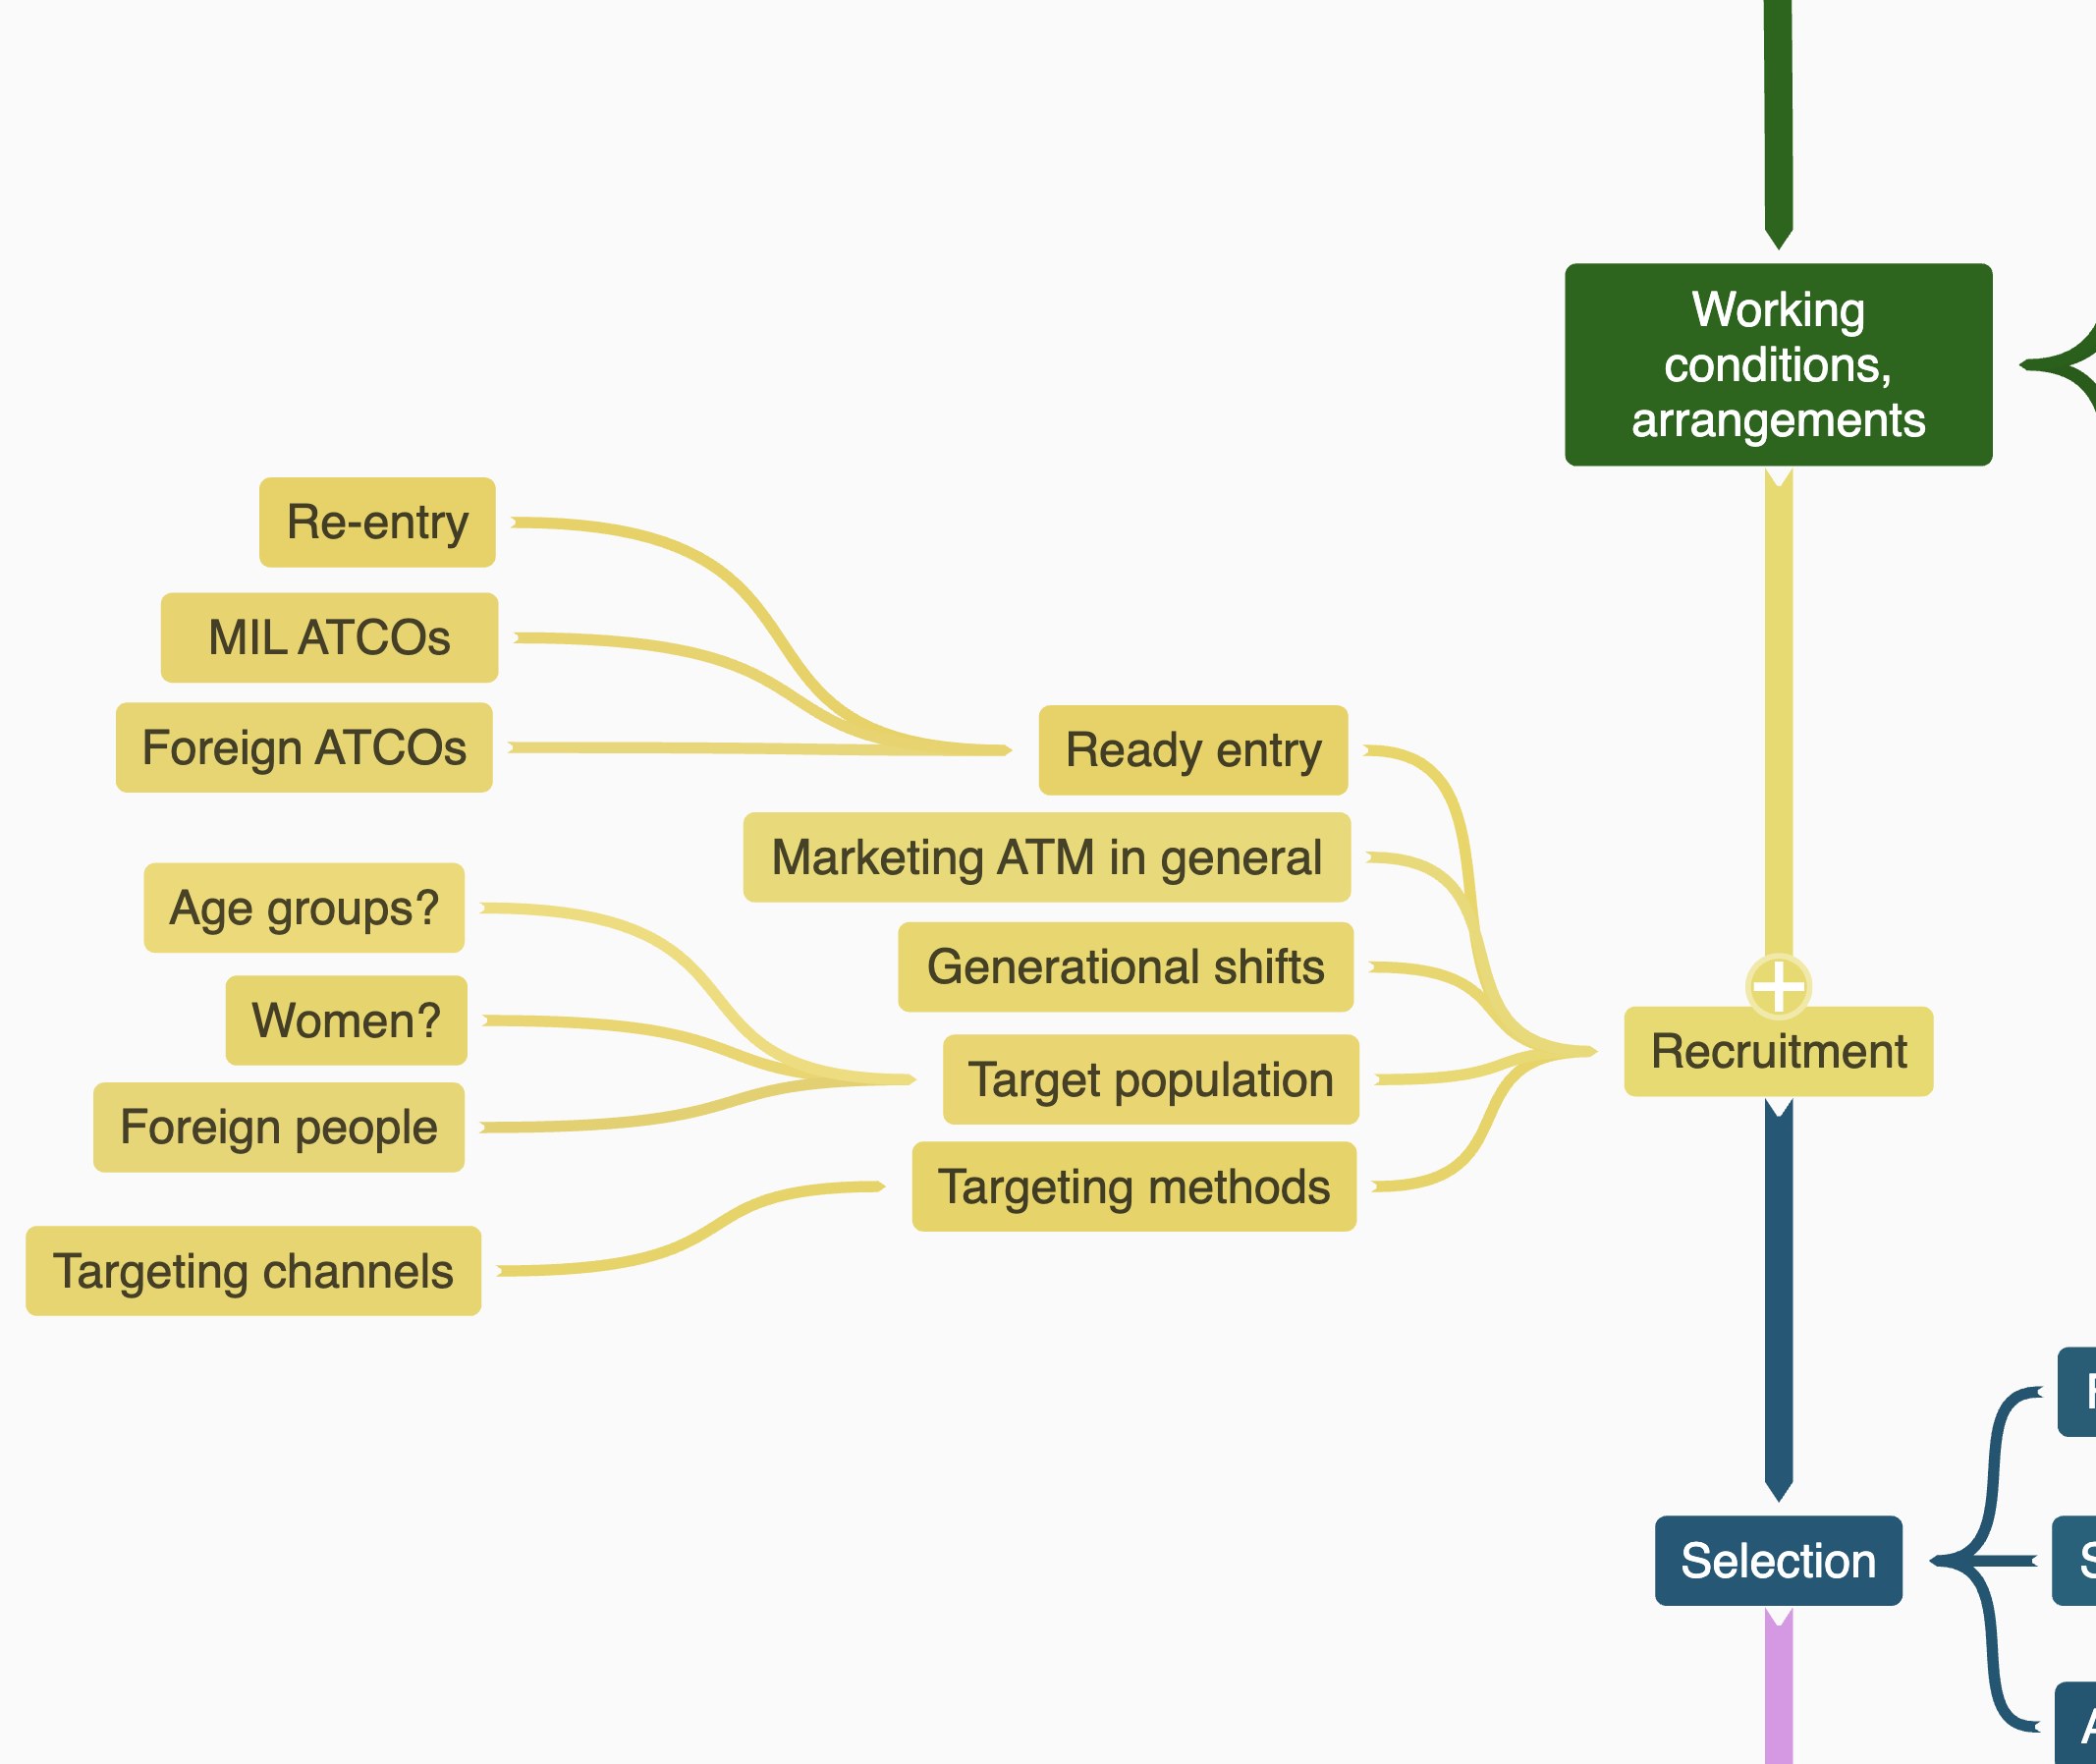 Working
conditions,
arrangements
Re-entry
MIL ATCOs
Foreign ATCOs
Ready entry
Marketing ATM in general
Age groups?
Generational shifts
Women?
Recruitment
Target population
Foreign people
Targeting methods
Targeting channels
Selection